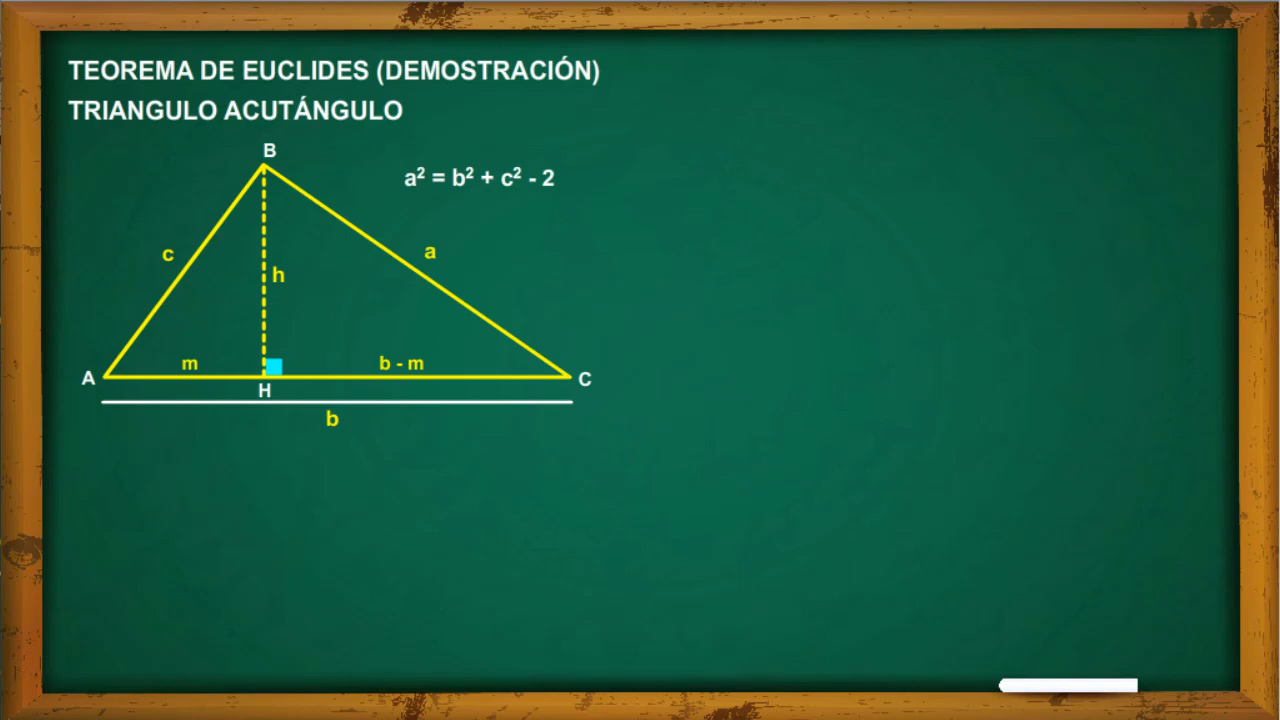 TEOREMA DE EUCLIDES (DEMOSTRACIÓN)
TRIANGULO ACUTÁNGULO
B
a² = b² + c² - 2
c
a
h
m
b - m
A
H
C
b